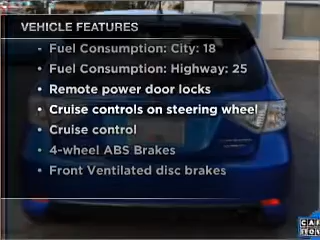 VEHICLE FEATURES
- Fuel Consumption: City: 18
• Fuel Consumption: Highway: 25
• Remote power door locks
• Cruise controls on steering wheel
• Cruise control
• 4-wheel ABS Brakes
• Front Ventilated disc brakes